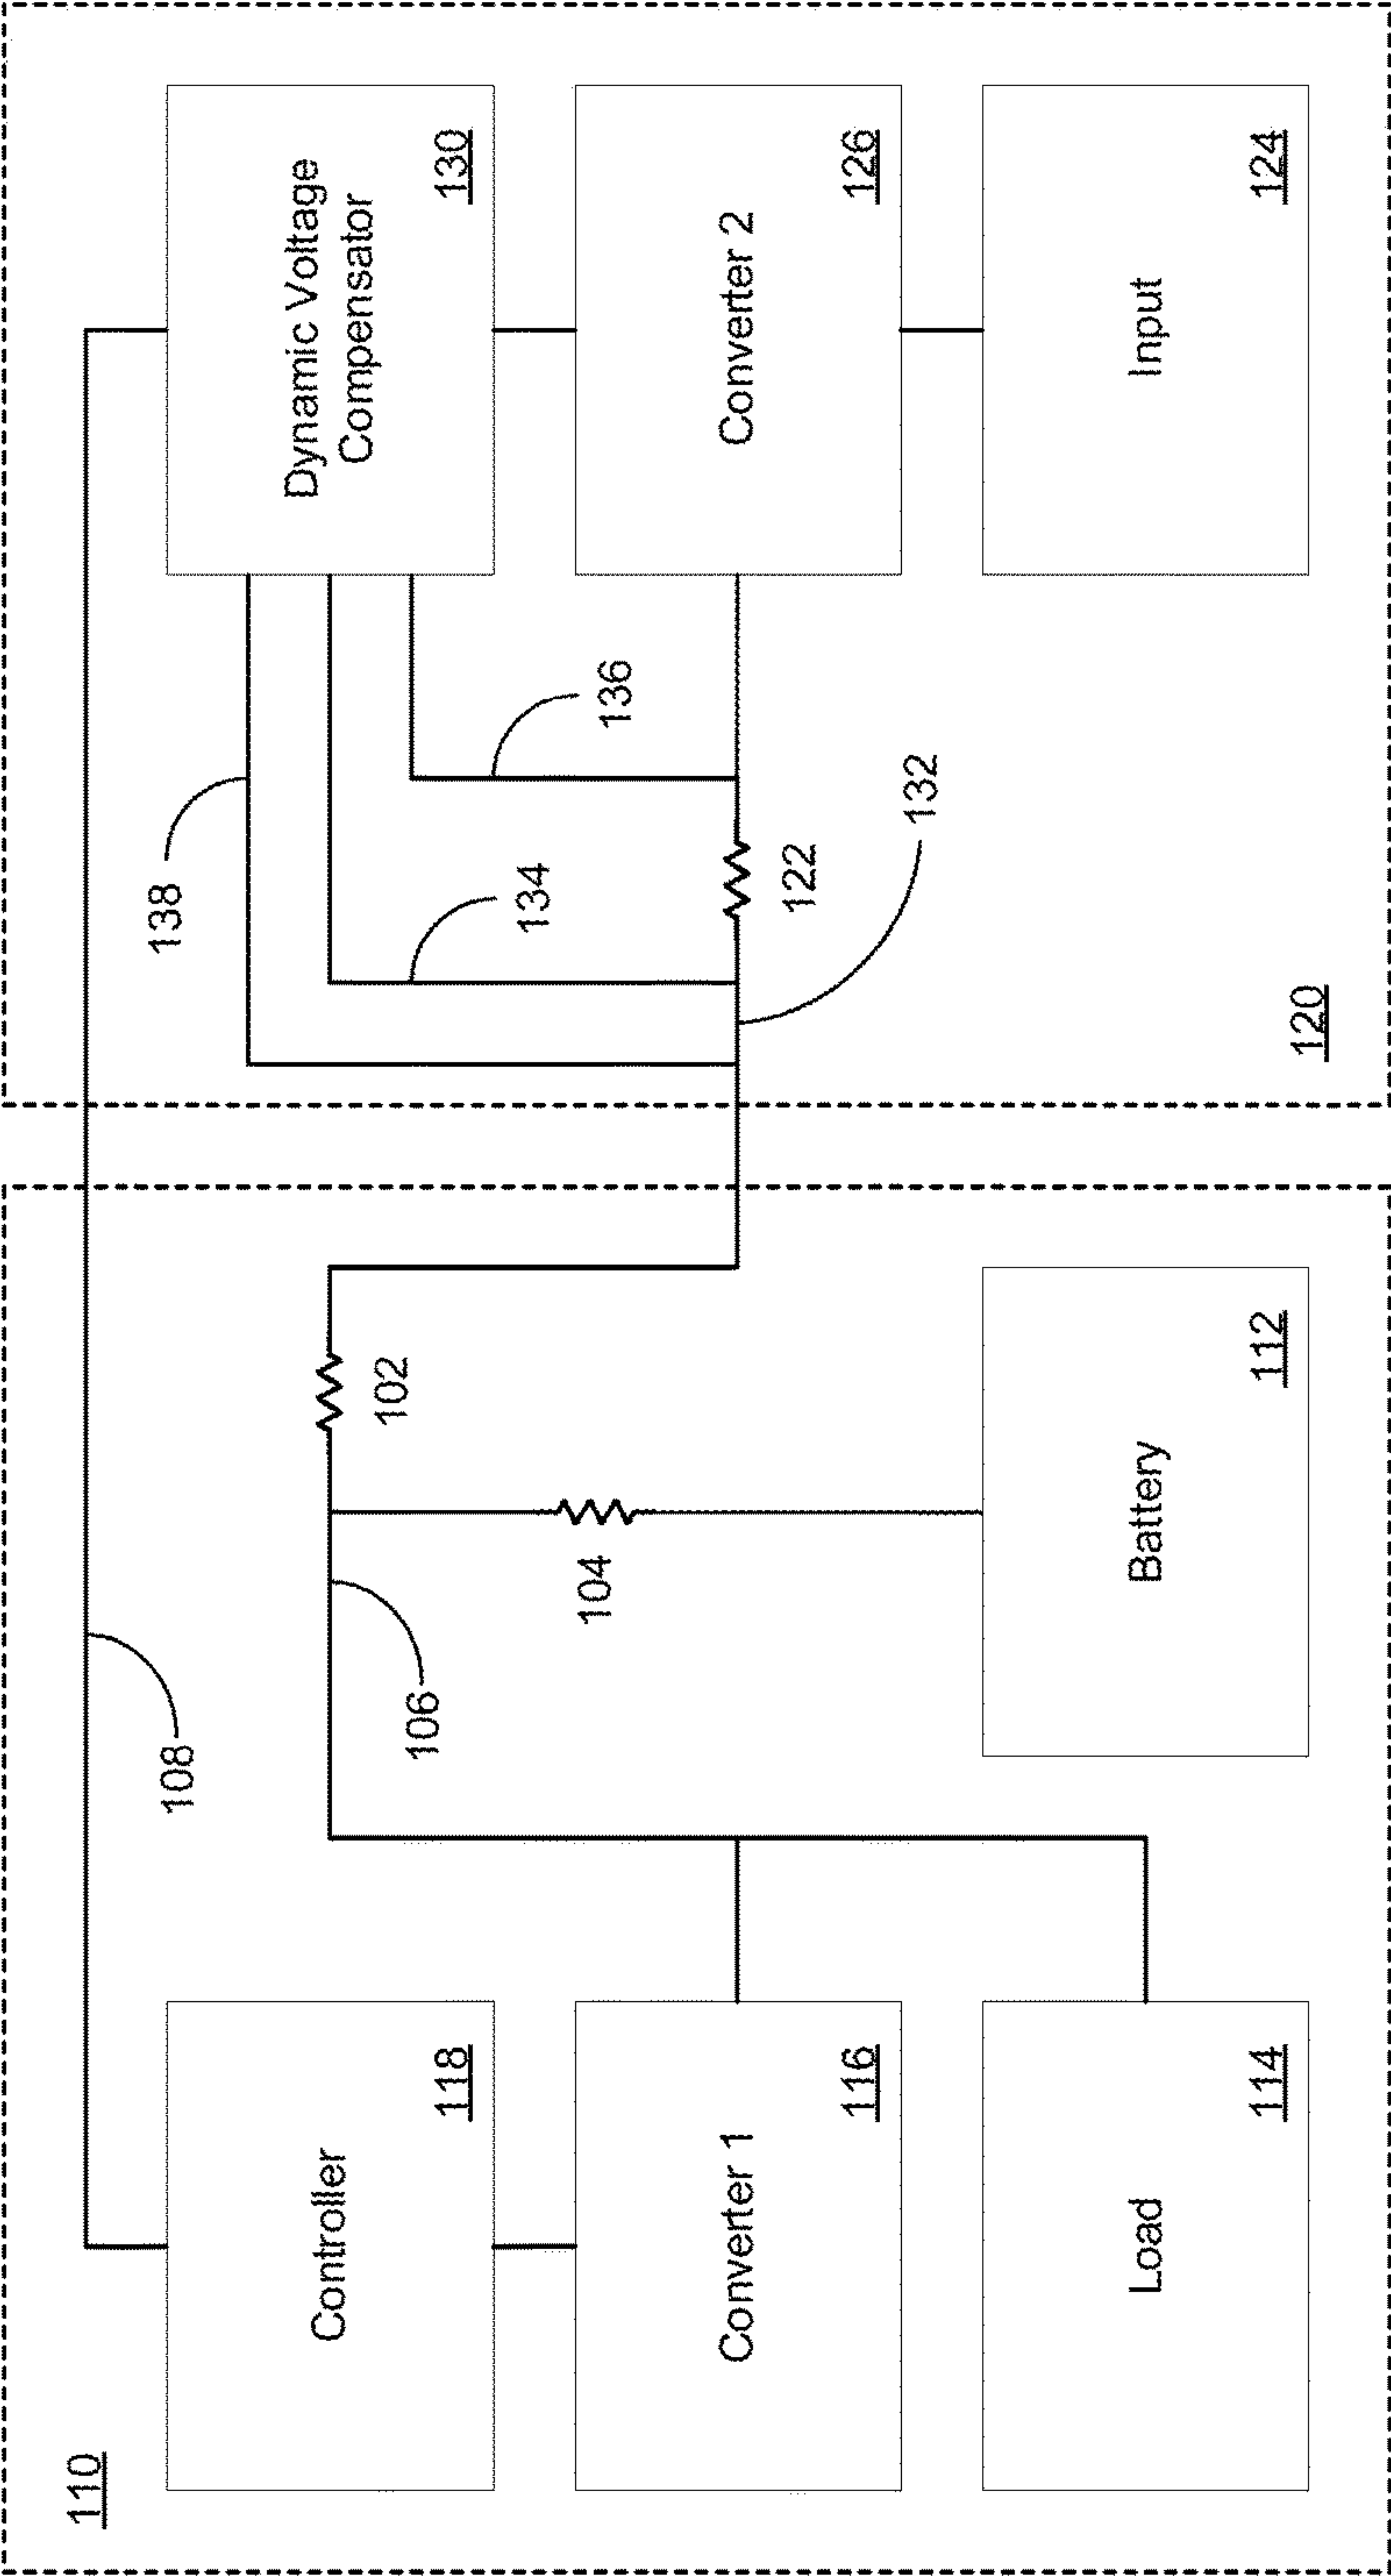 110
108
Controller
118
Converter 1
116
Load
114
106
102
104
Battery
112
138
134
136
122
132
120
Dynamic Voltage
Compensator
130
Converter 2
126
Input
124